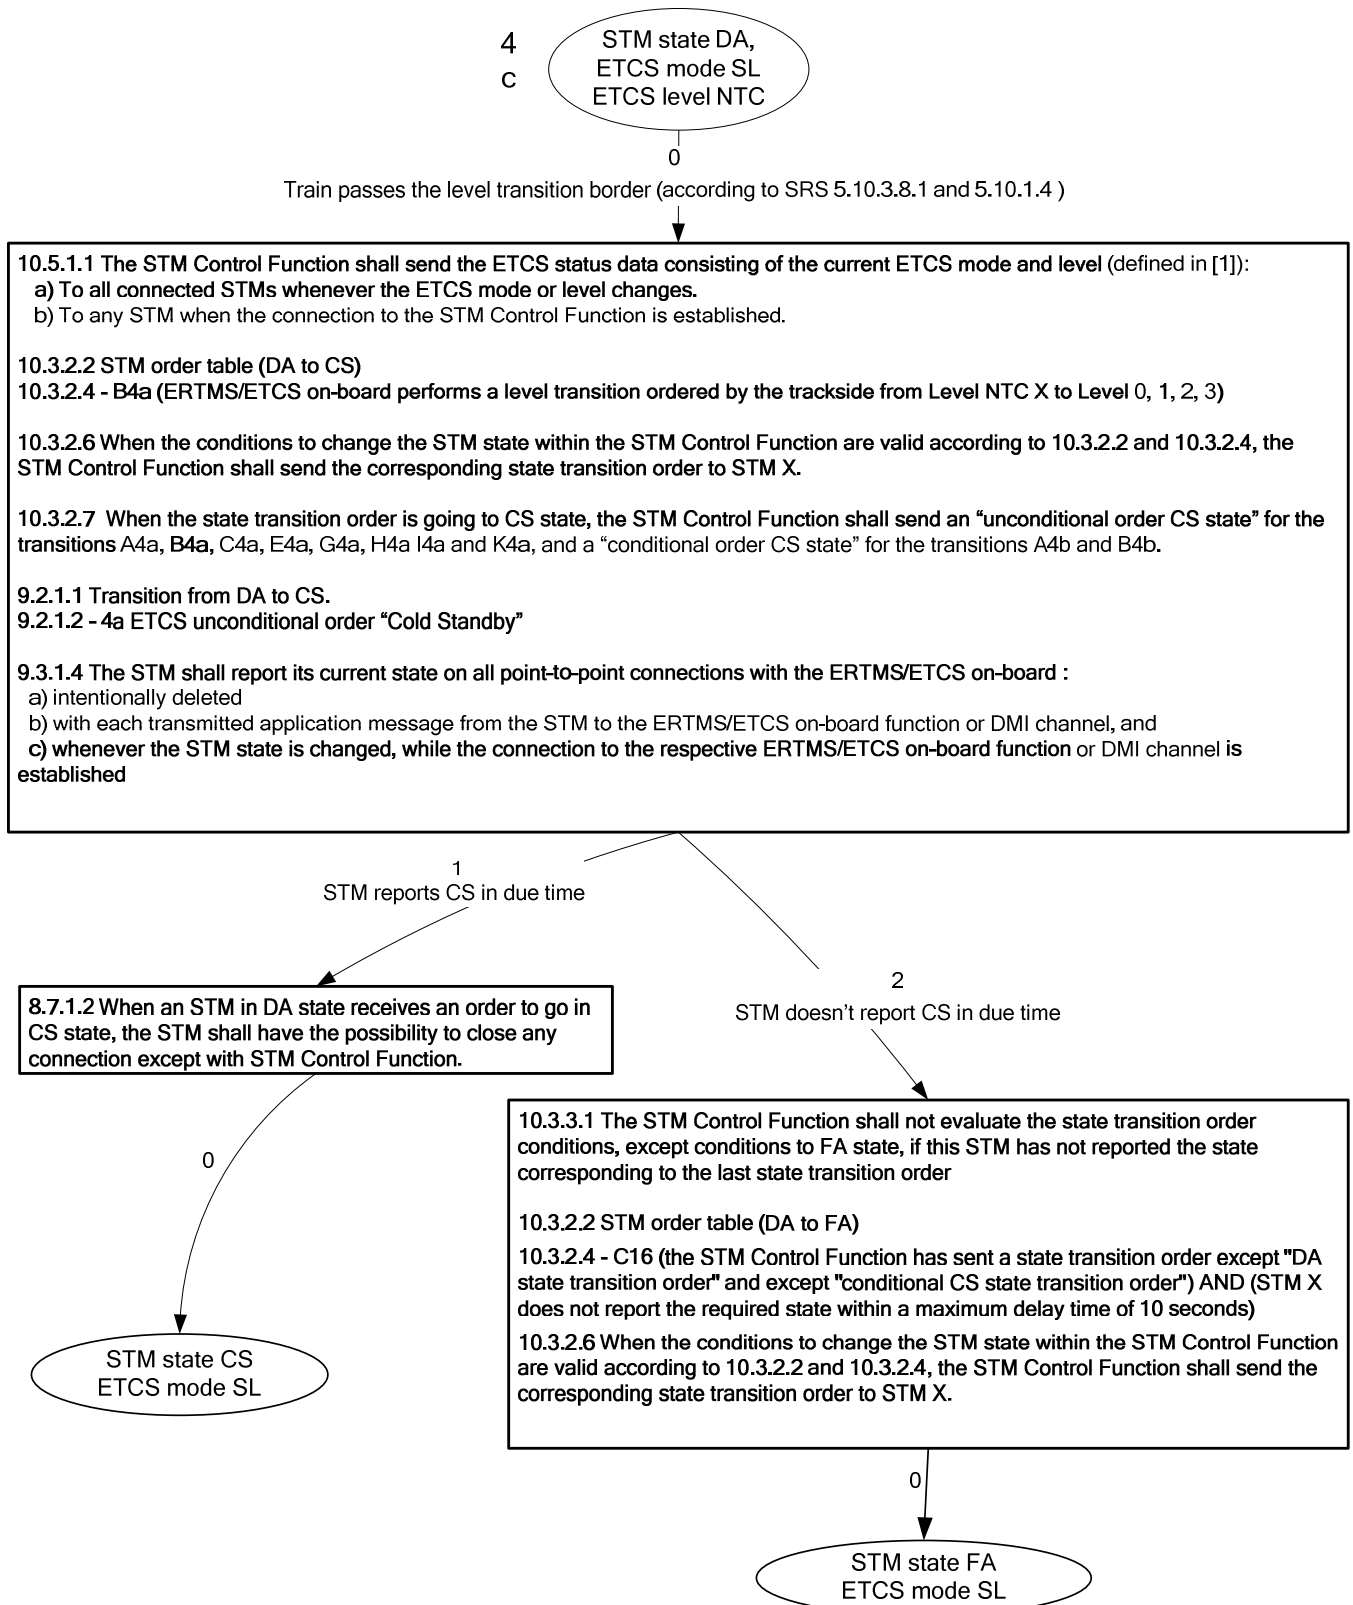 4
c
STM state DA,
ETCS mode SL
ETCS level NTC
0
Train passes the level transition border (according to SRS 5.10.3.8.1 and 5.10.1.4 )
10.5.1.1 The STM Control Function shall send the ETCS status data consisting of the current ETCS mode and level (defined in [1]):
a) To all connected STMs whenever the ETCS mode or level changes.
b) To any STM when the connection to the STM Control Function is established.
10.3.2.2 STM order table (DA to CS)
10.3.2.4 - B4a (ERTMS/ETCS on-board performs a level transition ordered by the trackside from Level NTC X to Level 0, 1, 2, 3)
10.3.2.6 When the conditions to change the STM state within the STM Control Function are valid according to 10.3.2.2 and 10.3.2.4, the
STM Control Function shall send the corresponding state transition order to STM X.
10.3.2.7 When the state transition order is going to CS state, the STM Control Function shall send an “unconditional order CS state” for the
transitions A4a, B4a, C4a, E4a, G4a, H4a I4a and K4a, and a “conditional order CS state” for the transitions A4b and B4b.
9.2.1.1 Transition from DA to CS.
9.2.1.2 - 4a ETCS unconditional order “Cold Standby”
9.3.1.4 The STM shall report its current state on all point-to-point connections with the ERTMS/ETCS on-board :
a) intentionally deleted
b) with each transmitted application message from the STM to the ERTMS/ETCS on-board function or DMI channel, and
c) whenever the STM state is changed, while the connection to the respective ERTMS/ETCS on-board function or DMI channel is
established
1
STM reports CS in due time
8.7.1.2 When an STM in DA state receives an order to go in
CS state, the STM shall have the possibility to close any
connection except with STM Control Function.
0
STM state CS
ETCS mode SL
2
STM doesn’t report CS in due time
10.3.3.1 The STM Control Function shall not evaluate the state transition order
conditions, except conditions to FA state, if this STM has not reported the state
corresponding to the last state transition order
10.3.2.2 STM order table (DA to FA)
10.3.2.4 - C16 (the STM Control Function has sent a state transition order except "DA
state transition order" and except "conditional CS state transition order") AND (STM X
does not report the required state within a maximum delay time of 10 seconds)
10.3.2.6 When the conditions to change the STM state within the STM Control Function
are valid according to 10.3.2.2 and 10.3.2.4, the STM Control Function shall send the
corresponding state transition order to STM X.
0
STM state FA
ETCS mode SL